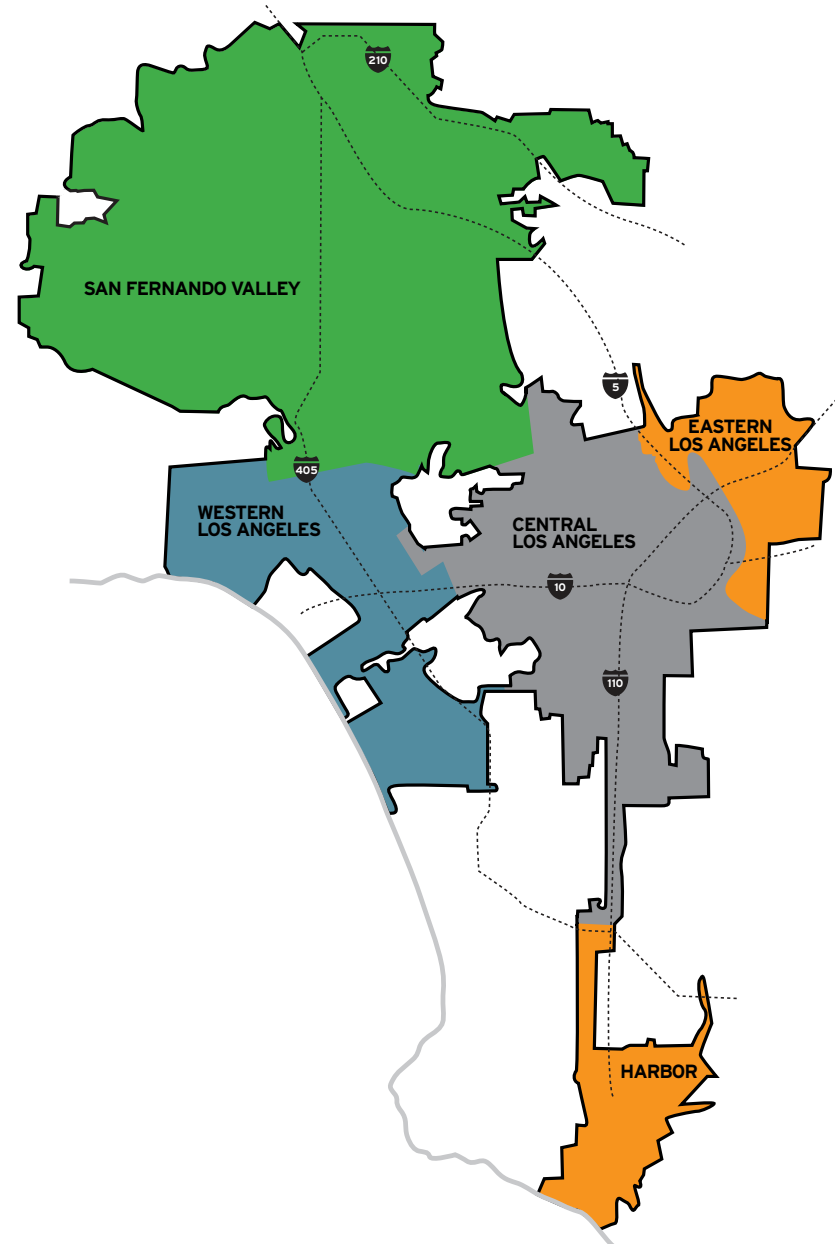 210
SAN FERNANDO VALLEY
5
EASTERN
LOS ANGELES
405
WESTERN
LOS ANGELES
CENTRAL
LOS ANGELES
10
110
HARBOR